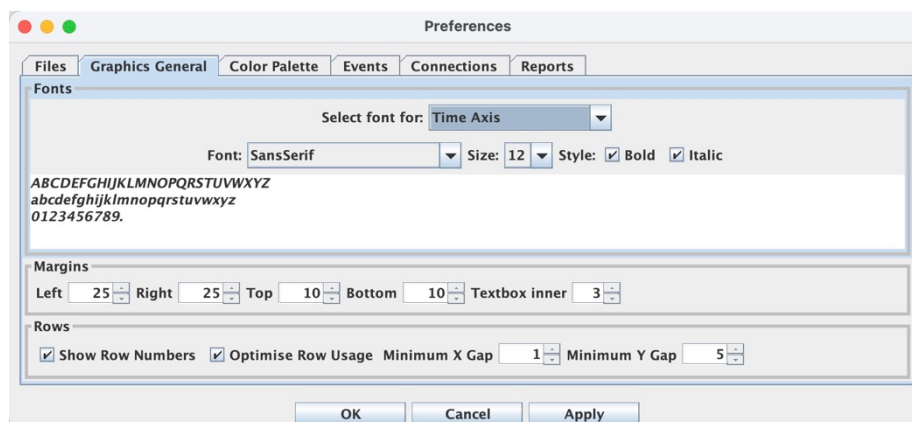 Preferences
Files Graphics General Color Palette Events Connections Reports
Fonts
Select font for: Time Axis
Font: SansSerif Size: 12 Style: Bold Italic
ABCDEFGHIJKLMNOPQRSTUVWXYZ
abcdefghijklmnopqrstuvwxyz
0123456789.
Margins
Left 25 Right 25 Top 10 Bottom 10 Textbox inner 3
Rows
Show Row Numbers Optimise Row Usage Minimum X Gap 1 Minimum Y Gap 5
OK Cancel Apply